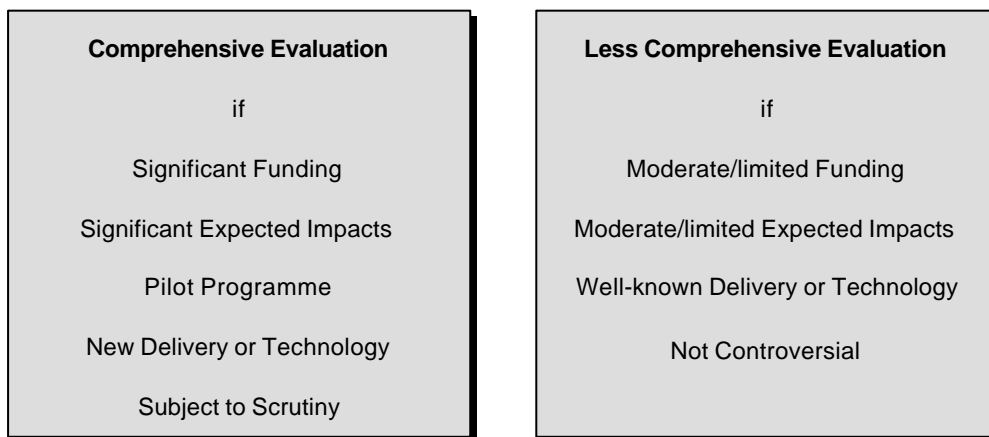 Comprehensive Evaluation
if
Significant Funding
Significant Expected Impacts
Pilot Programme
New Delivery or Technology
Subject to Scrutiny
Less Comprehensive Evaluation
if
Moderate/limited Funding
Moderate/limited Expected Impacts
Well-known Delivery or Technology
Not Controversial